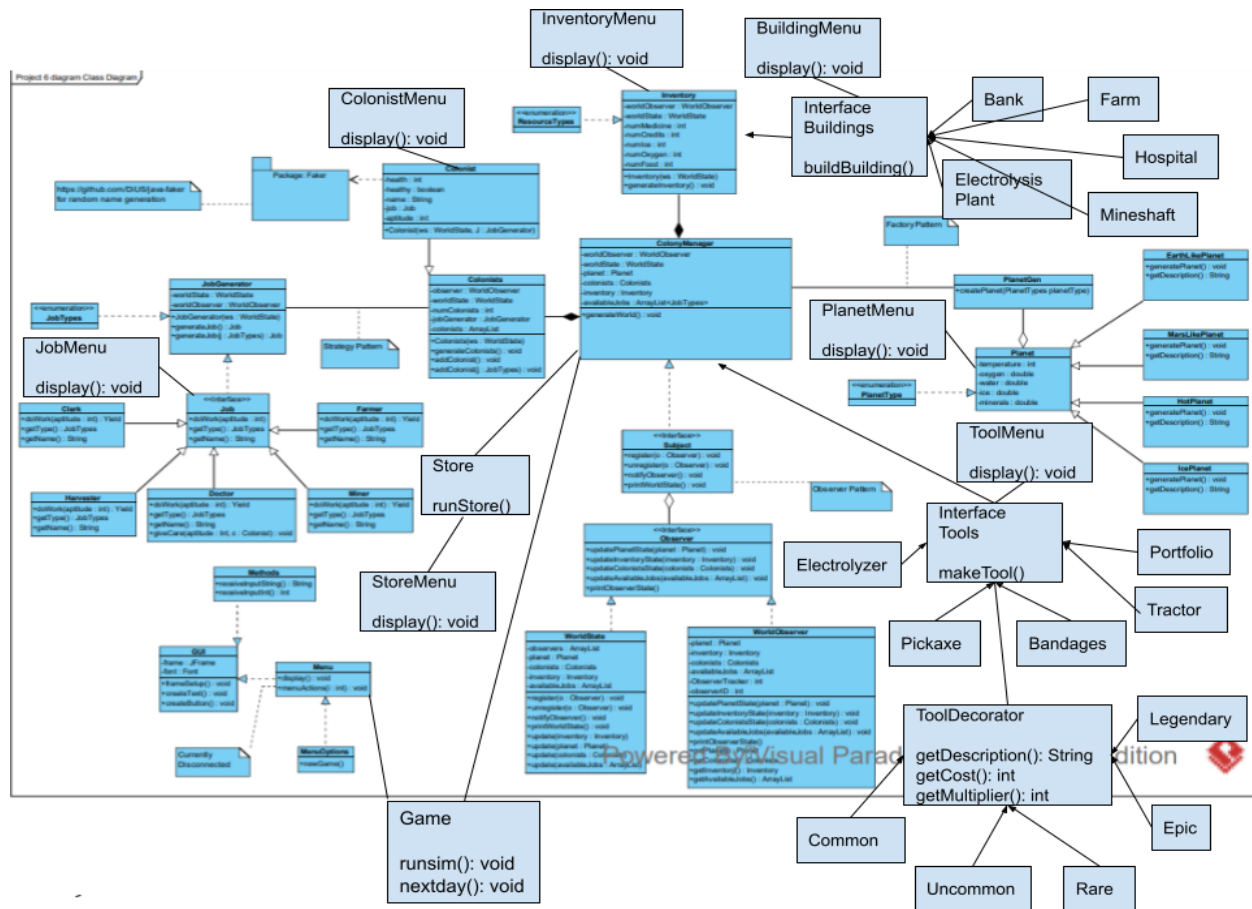 Project 6 diagram Class Diagram
InventoryMenu
display(): void
BuildingMenu
display(): void
ColonistMenu
display(): void
<<enumeration>>
ResourceTypes
Inventory
-worldObserver : WorldObserver
-worldState : WorldState
-numMedicine : int
-numCredits : int
-numIce : int
-numOxygen : int
-numFood : int
+Inventory(ws : WorldState)
+generateInventory() : void
Interface
Buildings
buildBuilding()
Bank
Farm
Hospital
Electrolysis
Plant
Mineshaft
https://github.com/DIUS/java-faker
for random name generation
Package: Faker
Colonist
-health : int
-healthy : boolean
-name : String
-job : Job
-aptitude : int
+Colonist(ws : WorldState, J : JobGenerator)
Factory Pattern
ColonyManager
-worldObserver : WorldObserver
-worldState : WorldState
-planet : Planet
-colonists : Colonists
-inventory : Inventory
-availableJobs : ArrayList<JobTypes>
+generateWorld() : void
PlanetGen
+createPlanet(PlanetTypes planetType)
EarthLikePlanet
+generatePlanet() : void
+getDescription() : String
JobGenerator
-worldState : WorldState
-worldObserver : WorldObserver
+JobGenerator(ws : WorldState)
+generateJob() : Job
+generateJob(j : JobTypes) : Job
<<enumeration>>
JobTypes
Colonists
-observer : WorldObserver
-worldState : WorldState
-numColonists : int
-jobGenerator : JobGenerator
-colonists : ArrayList
+Colonists(ws : WorldState)
+generateColonists() : void
+addColonist() : void
+addColonist(j : JobTypes) : void
Strategy Pattern
PlanetMenu
display(): void
MarsLikePlanet
+generatePlanet() : void
+getDescription() : String
Planet
-temperature : int
-oxygen : double
-water : double
-ice : double
-minerals : double
<<enumeration>>
PlanetType
JobMenu
display(): void
HotPlanet
+generatePlanet() : void
+getDescription() : String
<<Interface>>
Job
+doWork(aptitude : int) : Yield
+getType() : JobTypes
+getName() : String
Clerk
+doWork(aptitude : int) : Yield
+getType() : JobTypes
+getName() : String
Farmer
+doWork(aptitude : int) : Yield
+getType() : JobTypes
+getName() : String
ToolMenu
display(): void
<<Interface>>
Subject
+register(o : Observer) : void
+unregister(o : Observer) : void
+notifyObserver() : void
+printWorldState() : void
Observer Pattern
IcePlanet
+generatePlanet() : void
+getDescription() : String
Store
runStore()
Harvester
+doWork(aptitude : int) : Yield
+getType() : JobTypes
+getName() : String
Doctor
+doWork(aptitude : int) : Yield
+getType() : JobTypes
+getName() : String
+giveCare(aptitude : Int, c : Colonist) : void
Miner
+doWork(aptitude : int) : Yield
+getType() : JobTypes
+getName() : String
<<Interface>>
Observer
+updatePlanetState(planet : Planet) : void
+updateInventoryState(inventory : Inventory) : void
+updateColonistsState(colonists : Colonists) : void
+updateAvailableJobs(availableJobs : ArrayList) : void
+printObserverState()
Interface
Tools
makeTool()
Electrolyzer
Portfolio
Tractor
Pickaxe
Bandages
Methods
+receiveInputString() : String
+receiveInputInt() : Int
StoreMenu
display(): void
GUI
-frame : JFrame
-font : Font
+frameSetup() : void
+createText() : void
+createButton() : void
Menu
+display() : void
+menuActions(i : int) : void
Currently
Disconnected
MenuOptions
+newGame()
WorldState
-observers : ArrayList
-planet : Planet
-colonists : Colonists
-inventory : Inventory
-availableJobs : ArrayList
+register(o : Observer) : void
+unregister(o : Observer) : void
+notifyObserver() : void
+printWorldState() : void
+update(inventory : Inventory)
+update(planet : Planet)
+update(colonists : Colonists)
+update(availableJobs : ArrayList)
WorldObserver
-planet : Planet
-inventory : Inventory
-colonists : Colonists
-availableJobs : ArrayList
-ObserverTracker : int
-observerID : int
+updatePlanetState(planet : Planet) : void
+updateInventoryState(inventory : Inventory) : void
+updateColonistsState(colonists : Colonists) : void
+updateAvailableJobs(availableJobs : ArrayList) : void
+printObserverState()
+getInventory() : Inventory
+getAvailableJobs() : ArrayList
Powered By Visual Parad dition
ToolDecorator
getDescription(): String
getCost(): int
getMultiplier(): int
Legendary
Epic
Common
Uncommon
Rare
Game
runsim(): void
nextday(): void